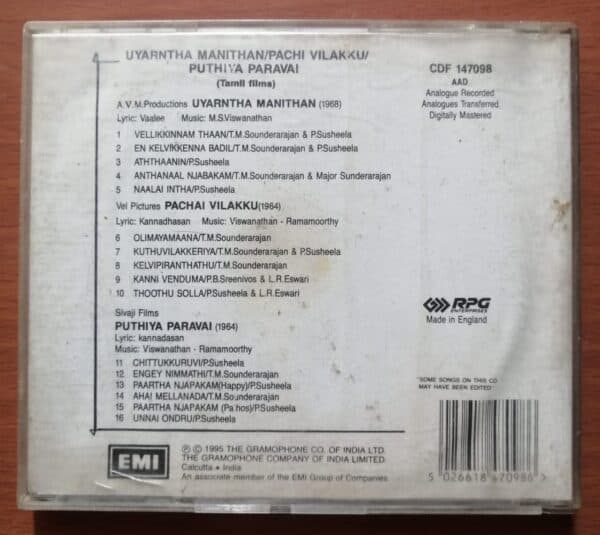 UYARNTHA MANITHAN/PACHI VILAKKU/
PUTHIYA PARAVAI
(Tamil films)
CDF 147098
AAD
Analogue Recorded
Analogues Transferred
Digitally Mastered
A.V.M.Productions UYARNTHA MANITHAN (1968)
Lyric: Vaalee Music: M.S.Viswanathan
1 VELLIKKINNAM THAAN/T.M.Sounderarajan & P.Susheela
2 EN KELVIKKENNA BADIL/T.M.Sounderarajan & P.Susheela
3 ATHTHAANIN/P.Susheela
4 ANTHANAAL NJABAKAM/T.M.Sounderarajan & Major Sunderarajan
5 NAALAI INTHA/P.Susheela
Vel Pictures PACHAI VILAKKU(1964)
Lyric: Kannadhasan Music: Viswanathan - Ramamoorthy
6 OLIMAYAMAANA/T.M.Sounderarajan
7 KUTHUVILAKKERIYA/T.M.Sounderarajan & P.Susheela
8 KELVIPIRANTHATHU/T.M.Sounderarajan
9 KANNI VENDUMA/P.B.Sreenivos & L.R.Eswari
10 THOOTHU SOLLA/P.Susheela & L.R.Eswari
Sivaji Films
PUTHIYA PARAVAI (1964)
Lyric: kannadasan
Music: Viswanathan - Ramamoorthy
11 CHITTUKKURUVI/P.Susheela
12 ENGEY NIMMATHI/T.M.Sounderarajan
13 PAARTHA NJAPAKAM(Happy)/P.Susheela
14 AHAI MELLANADA/T.M.Sounderarajan
15 PAARTHA NJAPAKAM (Pa hos)/P.Susheela
16 UNNAI ONDRU/P.Susheela
RPG
ENTERPRISES
Made in England
"SOME SONGS ON THIS CD
MAY HAVE BEEN EDITED"
EMI
Ⓟ © 1995 THE GRAMOPHONE CO. OF INDIA LTD.
THE GRAMOPHONE COMPANY OF INDIA LIMITED.
Calcutta • India
An associate member of the EMI Group of Companies
5 026618 470986 >